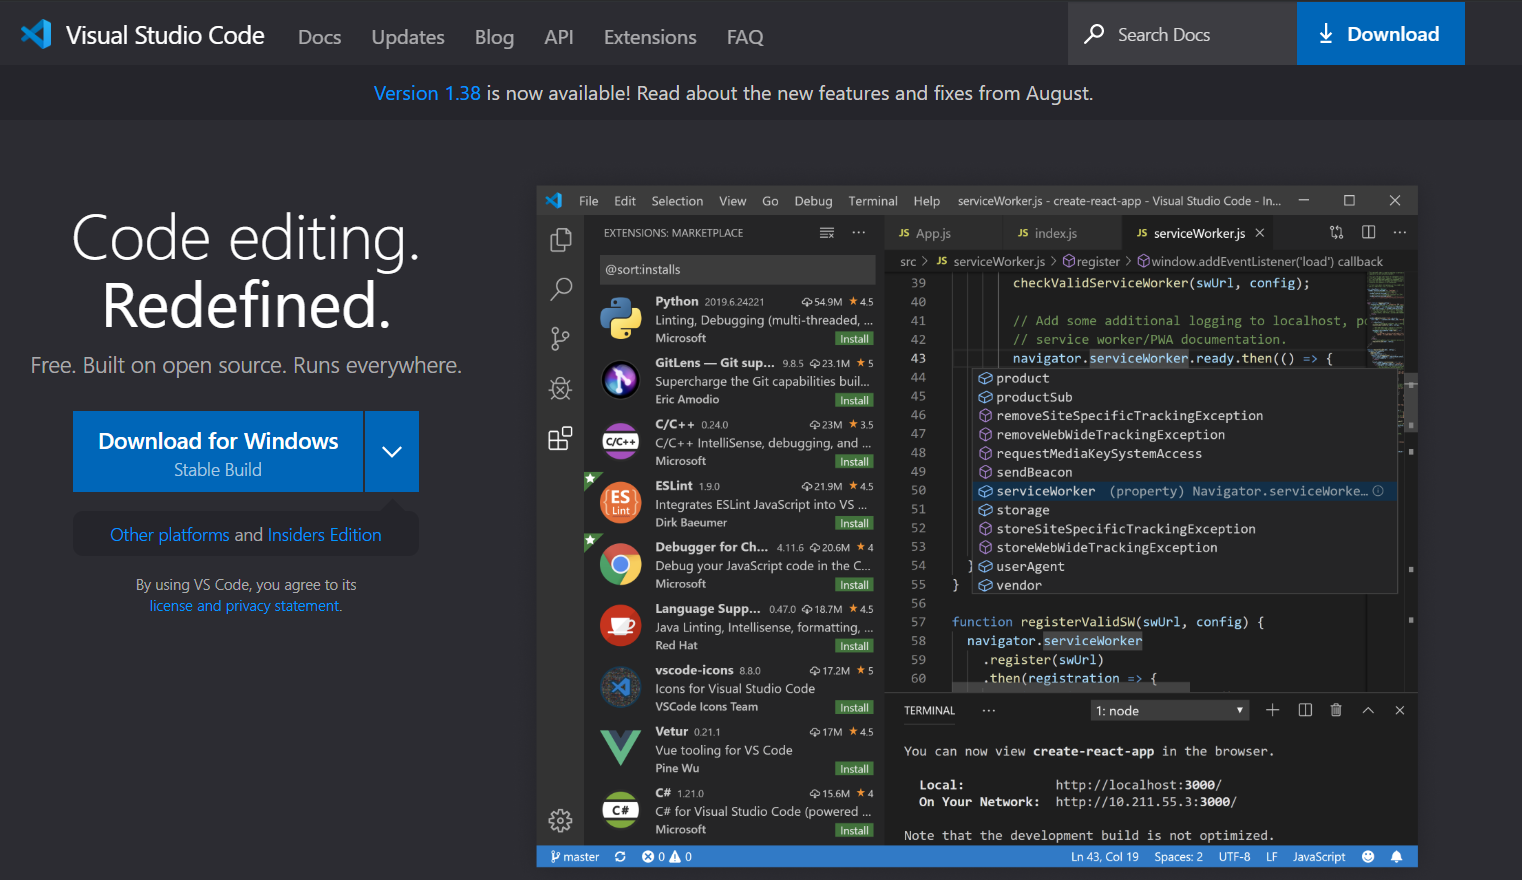 Visual Studio Code Docs Updates Blog API Extensions FAQ Search Docs Download
Version 1.38 is now available! Read about the new features and fixes from August.
Code editing.
Redefined.
Free. Built on open source. Runs everywhere.
Download for Windows
Stable Build
Other platforms and Insiders Edition
By using VS Code, you agree to its
license and privacy statement.
File Edit Selection View Go Debug Terminal Help serviceWorker.js - create-react-app - Visual Studio Code - In...
EXTENSIONS: MARKETPLACE
@sort:installs
Python 2019.6.24221 54.9M ★ 4.5
Linting, Debugging (multi-threaded, ...
Microsoft Install
GitLens — Git sup... 9.8.5 23.1M ★ 5
Supercharge the Git capabilities buil...
Eric Amodio Install
C/C++
C/C++ 0.24.0 23M ★ 3.5
C/C++ IntelliSense, debugging, and ...
Microsoft Install
ES
Lint
ESLint 1.9.0 21.9M ★ 4.5
Integrates ESLint JavaScript into VS ...
Dirk Baeumer Install
Debugger for Ch... 4.11.6 20.6M ★ 4
Debug your JavaScript code in the C...
Microsoft Install
Language Supp... 0.47.0 18.7M ★ 4.5
Java Linting, Intellisense, formatting, ...
Red Hat Install
vscode-icons 8.8.0 17.2M ★ 5
Icons for Visual Studio Code
VSCode Icons Team Install
Vetur 0.21.1 17M ★ 4.5
Vue tooling for VS Code
Pine Wu Install
C#
C# 1.21.0 15.6M ★ 4
C# for Visual Studio Code (powered ...
Microsoft Install
JS App.js JS index.js JS serviceWorker.js
src > JS serviceWorker.js > register > window.addEventListener('load') callback
39 checkValidServiceWorker(swUrl, config);
40
41 // Add some additional logging to localhost, po
42 // service worker/PWA documentation.
43 navigator.serviceWorker.ready.then(() => {
44 product
45 productSub
46 removeSiteSpecificTrackingException
47 removeWebWideTrackingException
48 requestMediaKeySystemAccess
49 sendBeacon
50 serviceWorker (property) Navigator.serviceWorke...
51 storage
52 storeSiteSpecificTrackingException
53 storeWebWideTrackingException
54 } userAgent
55 } vendor
56
57 function registerValidSW(swUrl, config) {
58 navigator.serviceWorker
59 .register(swUrl)
60 .then(registration => {
TERMINAL ... 1: node
You can now view create-react-app in the browser.
Local: http://localhost:3000/
On Your Network: http://10.211.55.3:3000/
Note that the development build is not optimized.
master 0 0 Ln 43, Col 19 Spaces: 2 UTF-8 LF JavaScript